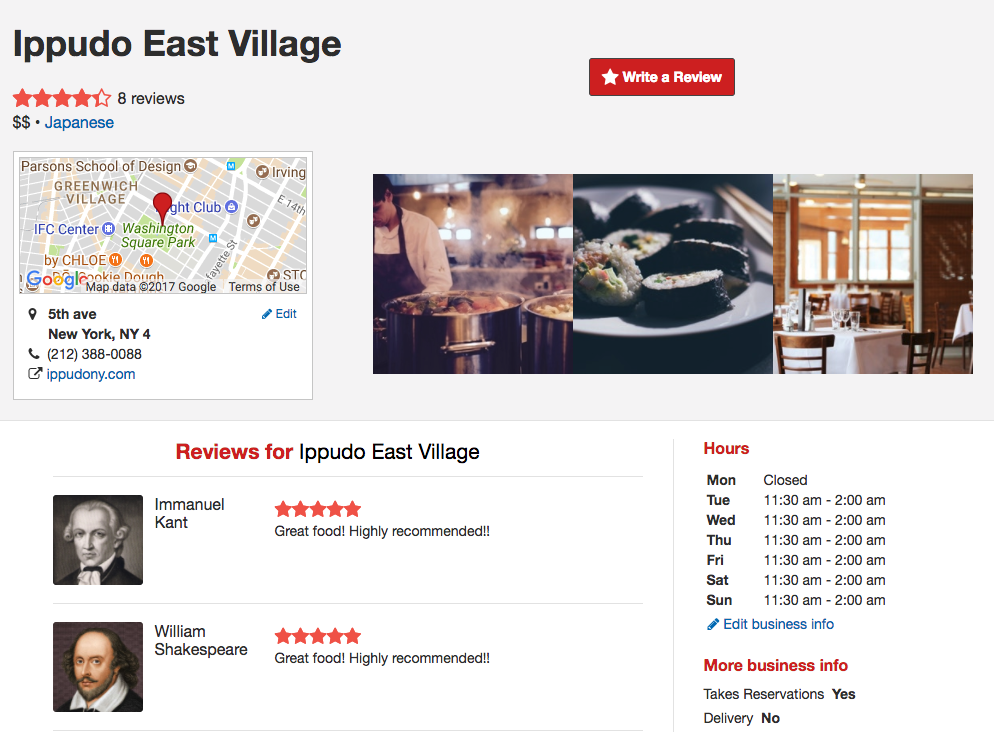 Ippudo East Village
Write a Review
8 reviews
$$ • Japanese
Parsons School of Design
Irving
GREENWICH
VILLAGE
ght Club
E 14th
IFC Center
Washington
Square Park
by CHLOE
fayette St
Cookie Dough
STC
Google
Map data ©2017 Google
Terms of Use
5th ave
Edit
New York, NY 4
(212) 388-0088
ippudony.com
Reviews for Ippudo East Village
Immanuel
Kant
Great food! Highly recommended!!
William
Shakespeare
Great food! Highly recommended!!
Hours
Mon Closed
Tue 11:30 am - 2:00 am
Wed 11:30 am - 2:00 am
Thu 11:30 am - 2:00 am
Fri 11:30 am - 2:00 am
Sat 11:30 am - 2:00 am
Sun 11:30 am - 2:00 am
Edit business info
More business info
Takes Reservations Yes
Delivery No